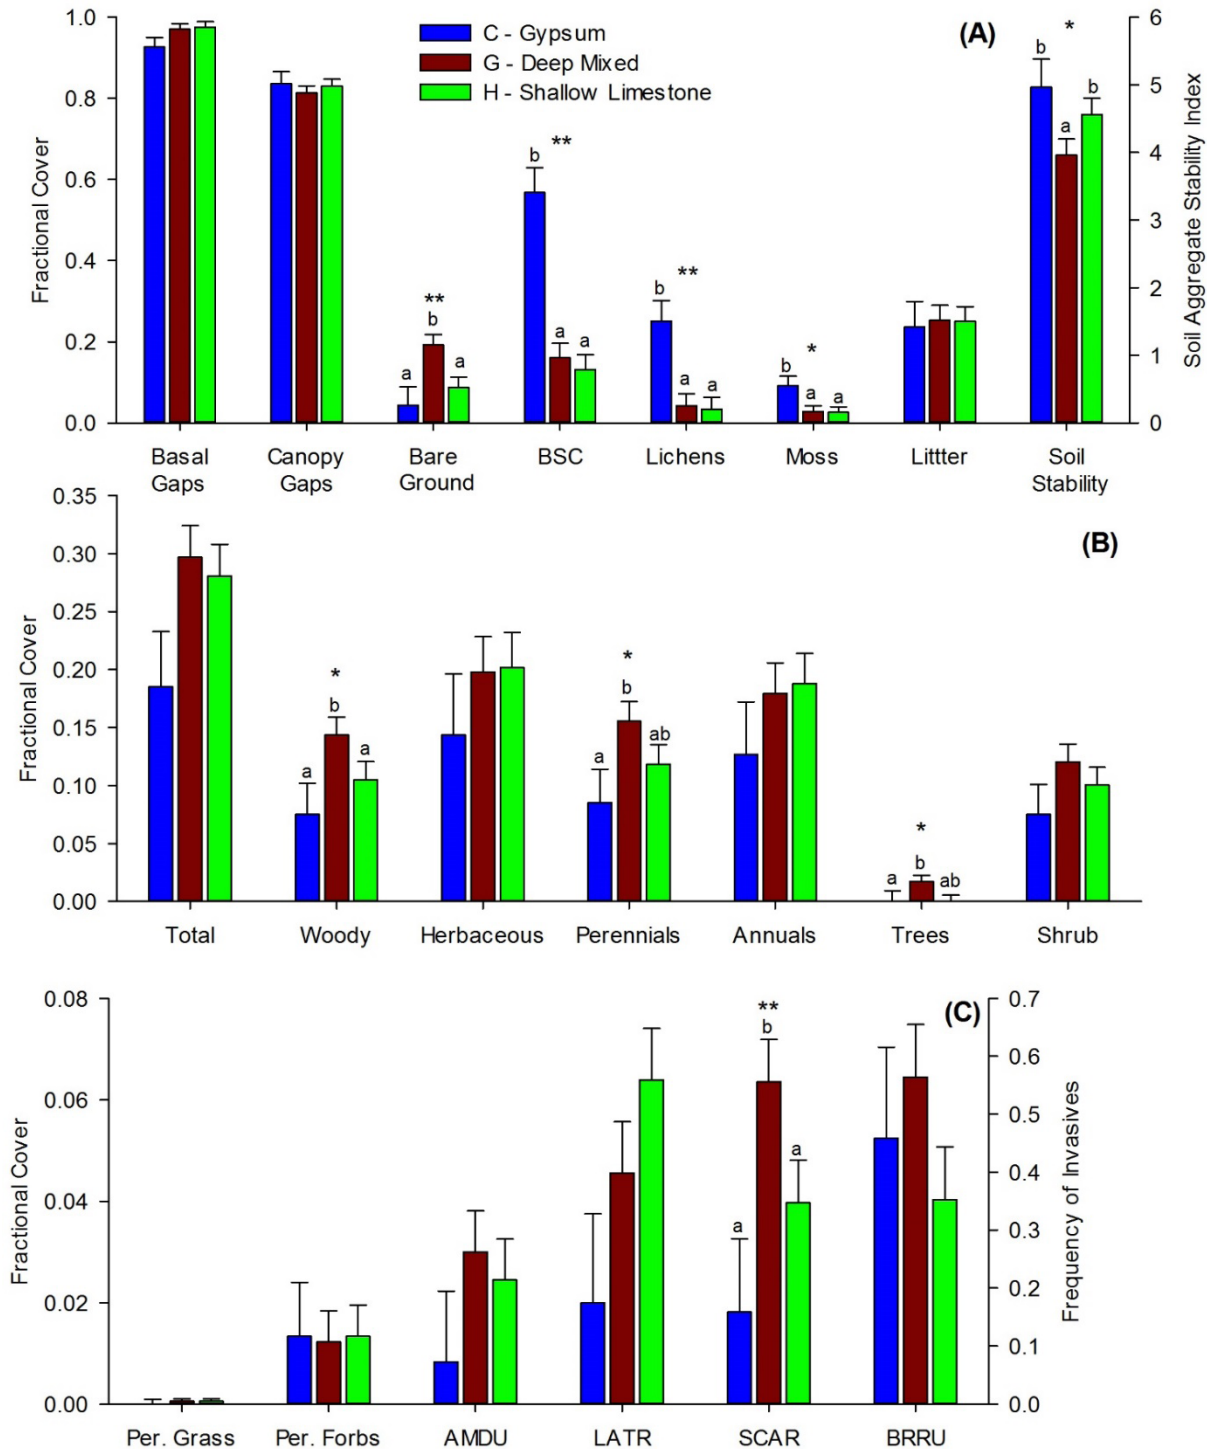 1.0
0.8
0.6
0.4
0.2
0.0
Fractional Cover
C - Gypsum
G - Deep Mixed
H - Shallow Limestone
(A)
6
5
4
3
2
1
0
Soil Aggregate Stability Index
a
**
b
a
b
**
a
a
b
**
a
a
b
*
a
a
b
*
a
b
Basal Gaps
Canopy Gaps
Bare Ground
BSC
Lichens
Moss
Littter
Soil Stability
0.35
0.30
0.25
0.20
0.15
0.10
0.05
0.00
Fractional Cover
(B)
a
*
b
a
a
*
b
ab
a
*
b
ab
Total
Woody
Herbaceous
Perennials
Annuals
Trees
Shrub
0.08
0.06
0.04
0.02
0.00
Fractional Cover
(C)
0.7
0.6
0.5
0.4
0.3
0.2
0.1
0.0
Frequency of Invasives
a
**
b
a
Per. Grass
Per. Forbs
AMDU
LATR
SCAR
BRRU